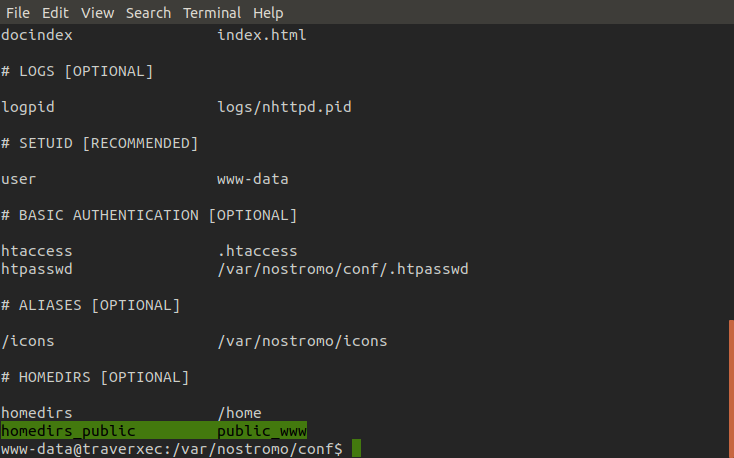 File Edit View Search Terminal Help
docindex index.html
# LOGS [OPTIONAL]
logpid logs/nhttpd.pid
# SETUID [RECOMMENDED]
user www-data
# BASIC AUTHENTICATION [OPTIONAL]
htaccess .htaccess
htpasswd /var/nostromo/conf/.htpasswd
# ALIASES [OPTIONAL]
/icons /var/nostromo/icons
# HOMEDIRS [OPTIONAL]
homedirs /home
homedirs_public public_www
www-data@traverxec:/var/nostromo/conf$